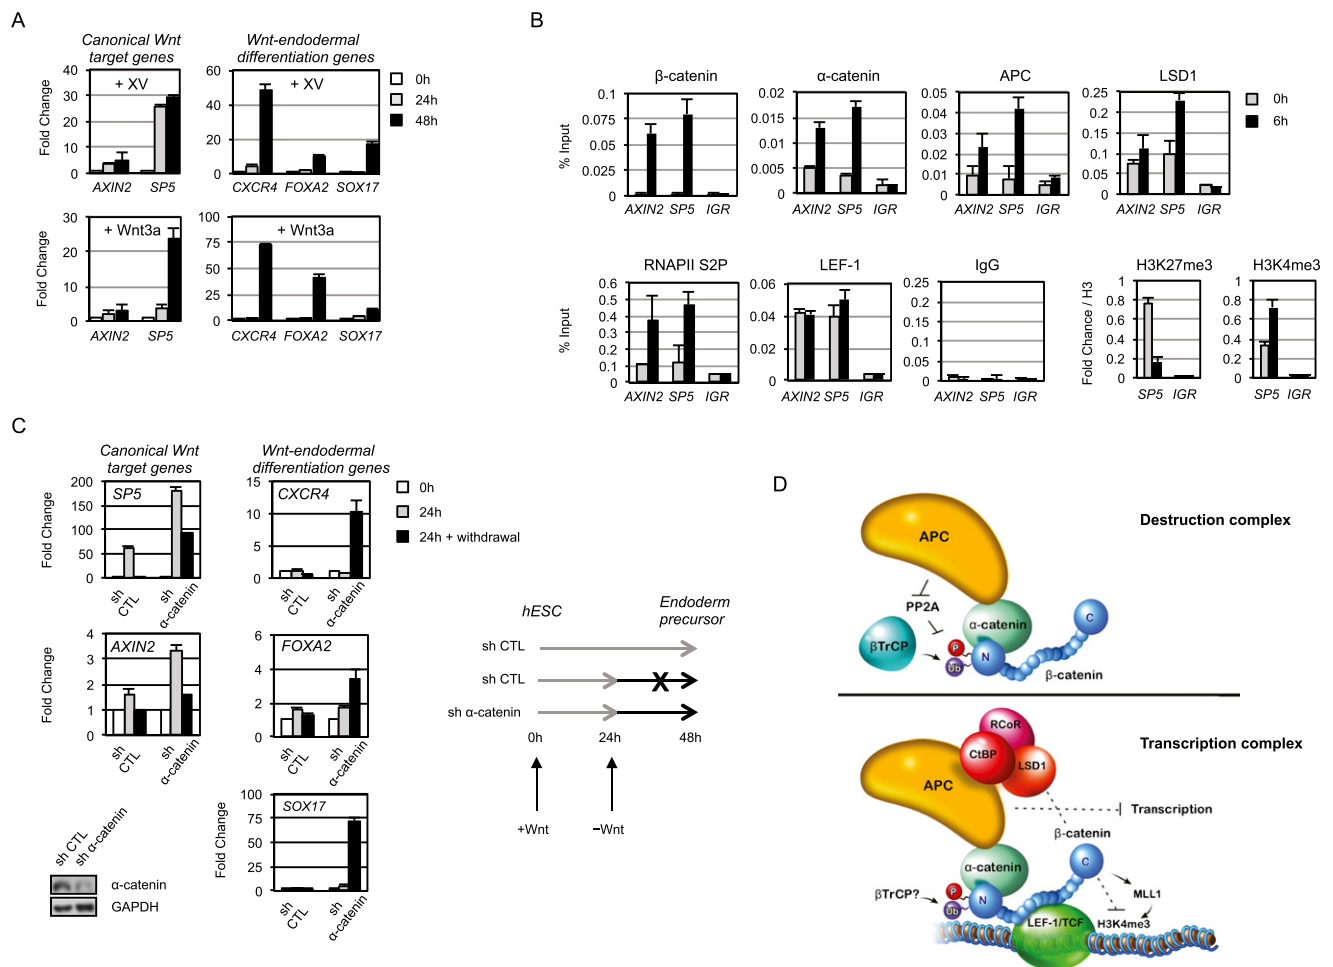 A
Canonical Wnt
target genes
Wnt-endodermal
differentiation genes
Fold Change
40
30
20
10
0
+ XV
AXIN2 SP5
60
40
20
0
+ XV
CXCR4 FOXA2 SOX17
0h
24h
48h
Fold Change
30
20
10
0
+ Wnt3a
AXIN2 SP5
100
75
50
25
0
+ Wnt3a
CXCR4 FOXA2 SOX17
B
β-catenin
% Input
0.1
0.075
0.05
0.025
0
AXIN2 SP5 IGR
α-catenin
0.02
0.015
0.01
0.005
0
AXIN2 SP5 IGR
APC
0.05
0.04
0.03
0.02
0.01
0
AXIN2 SP5 IGR
LSD1
0.25
0.20
0.15
0.10
0.05
0
AXIN2 SP5 IGR
0h
6h
RNAPII S2P
% Input
0.6
0.5
0.4
0.3
0.2
0.1
0
AXIN2 SP5 IGR
LEF-1
0.06
0.04
0.02
0
AXIN2 SP5 IGR
IgG
0.25
0.2
0.15
0.10
0.05
0
AXIN2 SP5 IGR
H3K27me3
Fold Chance / H3
1
0.8
0.6
0.4
0.2
0
SP5 IGR
H3K4me3
1
0.8
0.6
0.4
0.2
0
SP5 IGR
C
Canonical Wnt
target genes
Wnt-endodermal
differentiation genes
Fold Change
200
150
100
50
0
SP5
sh CTL
sh α-catenin
Fold Change
15
10
5
0
CXCR4
sh CTL
sh α-catenin
0h
24h
24h + withdrawal
Fold Change
4
3
2
1
0
AXIN2
sh CTL
sh α-catenin
Fold Change
6
4
2
0
FOXA2
sh CTL
sh α-catenin
Fold Change
100
75
50
25
0
SOX17
sh CTL
sh α-catenin
sh CTL
sh α-catenin
α-catenin
GAPDH
hESC
Endoderm
precursor
sh CTL
sh CTL
X
sh α-catenin
0h 24h 48h
+Wnt −Wnt
D
Destruction complex
APC
PP2A
α-catenin
βTrCP
P
Ub
N
C
β-catenin
Transcription complex
RCoR
CtBP
LSD1
APC
Transcription
β-catenin
α-catenin
C
βTrCP?
P
Ub
N
MLL1
LEF-1/TCF
H3K4me3